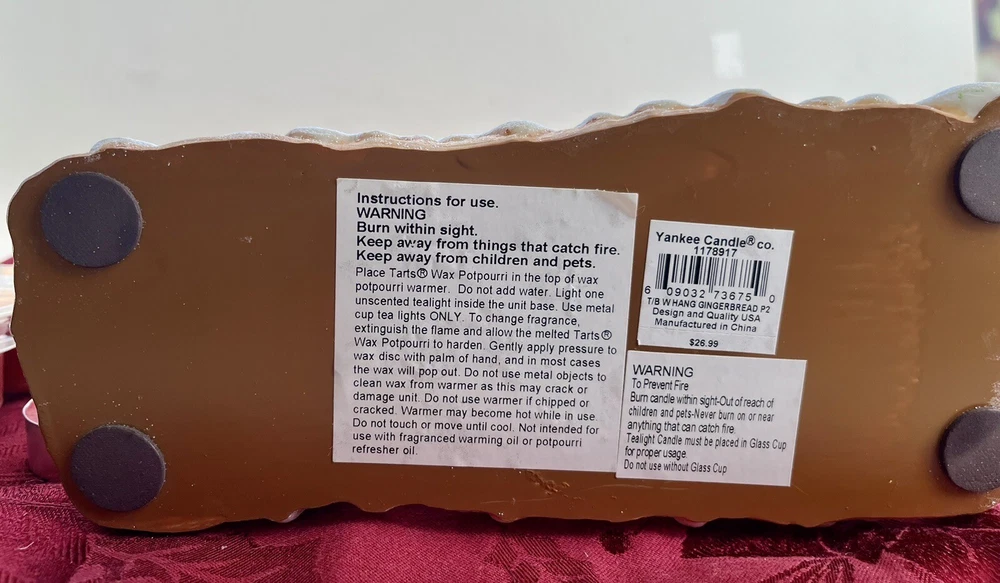 Instructions for use.
WARNING
Burn within sight.
Keep away from things that catch fire.
Keep away from children and pets.
Place Tarts® Wax Potpourri in the top of wax
potpourri warmer. Do not add water. Light one
unscented tealight inside the unit base. Use metal
cup tea lights ONLY. To change fragrance,
extinguish the flame and allow the melted Tarts®
Wax Potpourri to harden. Gently apply pressure to
wax disc with palm of hand, and in most cases
the wax will pop out. Do not use metal objects to
clean wax from warmer as this may crack or
damage unit. Do not use warmer if chipped or
cracked. Warmer may become hot while in use.
Do not touch or move until cool. Not intended for
use with fragranced warming oil or potpourri
refresher oil.
Yankee Candle® co.
1178917
6 09032 73675 0
T/B W HANG GINGERBREAD P2
Design and Quality USA
Manufactured in China
$26.99
WARNING
To Prevent Fire
Burn candle within sight-Out of reach of
children and pets-Never burn on or near
anything that can catch fire.
Tealight Candle must be placed in Glass Cup
for proper usage.
Do not use without Glass Cup